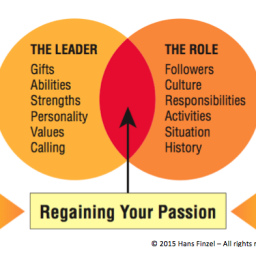 THE LEADER
Gifts
Abilities
Strengths
Personality
Values
Calling
THE ROLE
Followers
Culture
Responsibilities
Activities
Situation
History
Regaining Your Passion
© 2015 Hans Finzel – All rights